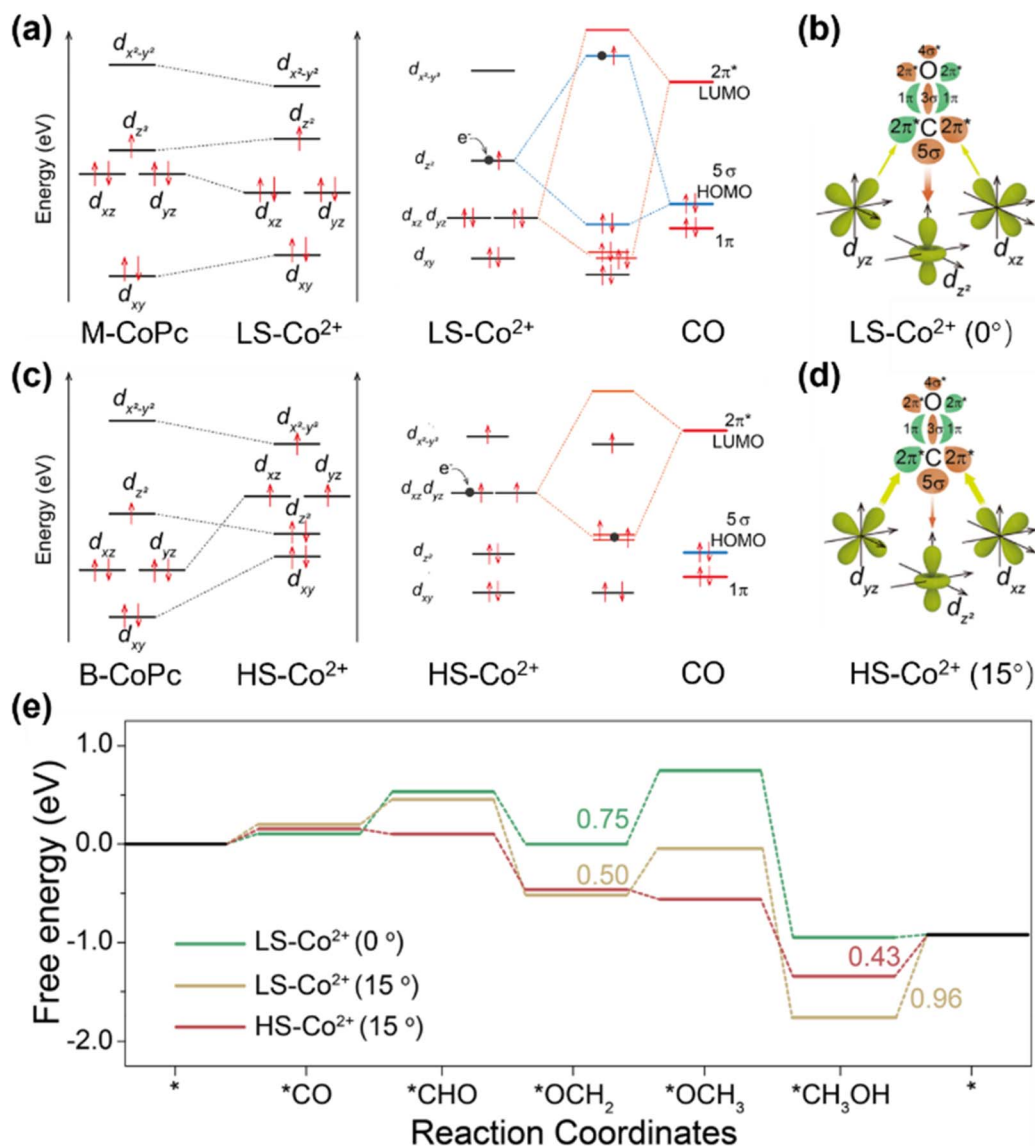 (a)
Energy (eV)
d_{x²-y²}
d_{x²-y²}
d_{z²}
d_{z²}
d_{xz}
d_{yz}
d_{xz}
d_{yz}
d_{xy}
d_{xy}
M-CoPc
LS-Co²⁺
d_{x²-y²}
e⁻
d_{z²}
d_{xz} d_{yz}
d_{xy}
2π*
LUMO
5 σ
HOMO
1π
LS-Co²⁺
CO
(b)
4σ*
2π* O 2π*
1π 3σ 1π
2π* C 2π*
5σ
d_{yz}
d_{z²}
d_{xz}
LS-Co²⁺ (0°)
(c)
Energy (eV)
d_{x²-y²}
d_{x²-y²}
d_{xz}
d_{yz}
d_{z²}
d_{z²}
d_{xz}
d_{yz}
d_{xy}
d_{xy}
B-CoPc
HS-Co²⁺
d_{x²-y²}
e⁻
d_{xz} d_{yz}
d_{z²}
d_{xy}
2π*
LUMO
5 σ
HOMO
1π
HS-Co²⁺
CO
(d)
4σ*
2π* O 2π*
1π 3σ 1π
2π* C 2π*
5σ
d_{yz}
d_{z²}
d_{xz}
HS-Co²⁺ (15°)
(e)
Free energy (eV)
1.0
0.0
-1.0
-2.0
0.75
0.50
0.43
0.96
LS-Co²⁺ (0 °)
LS-Co²⁺ (15 °)
HS-Co²⁺ (15 °)
* *CO *CHO *OCH₂ *OCH₃ *CH₃OH *
Reaction Coordinates